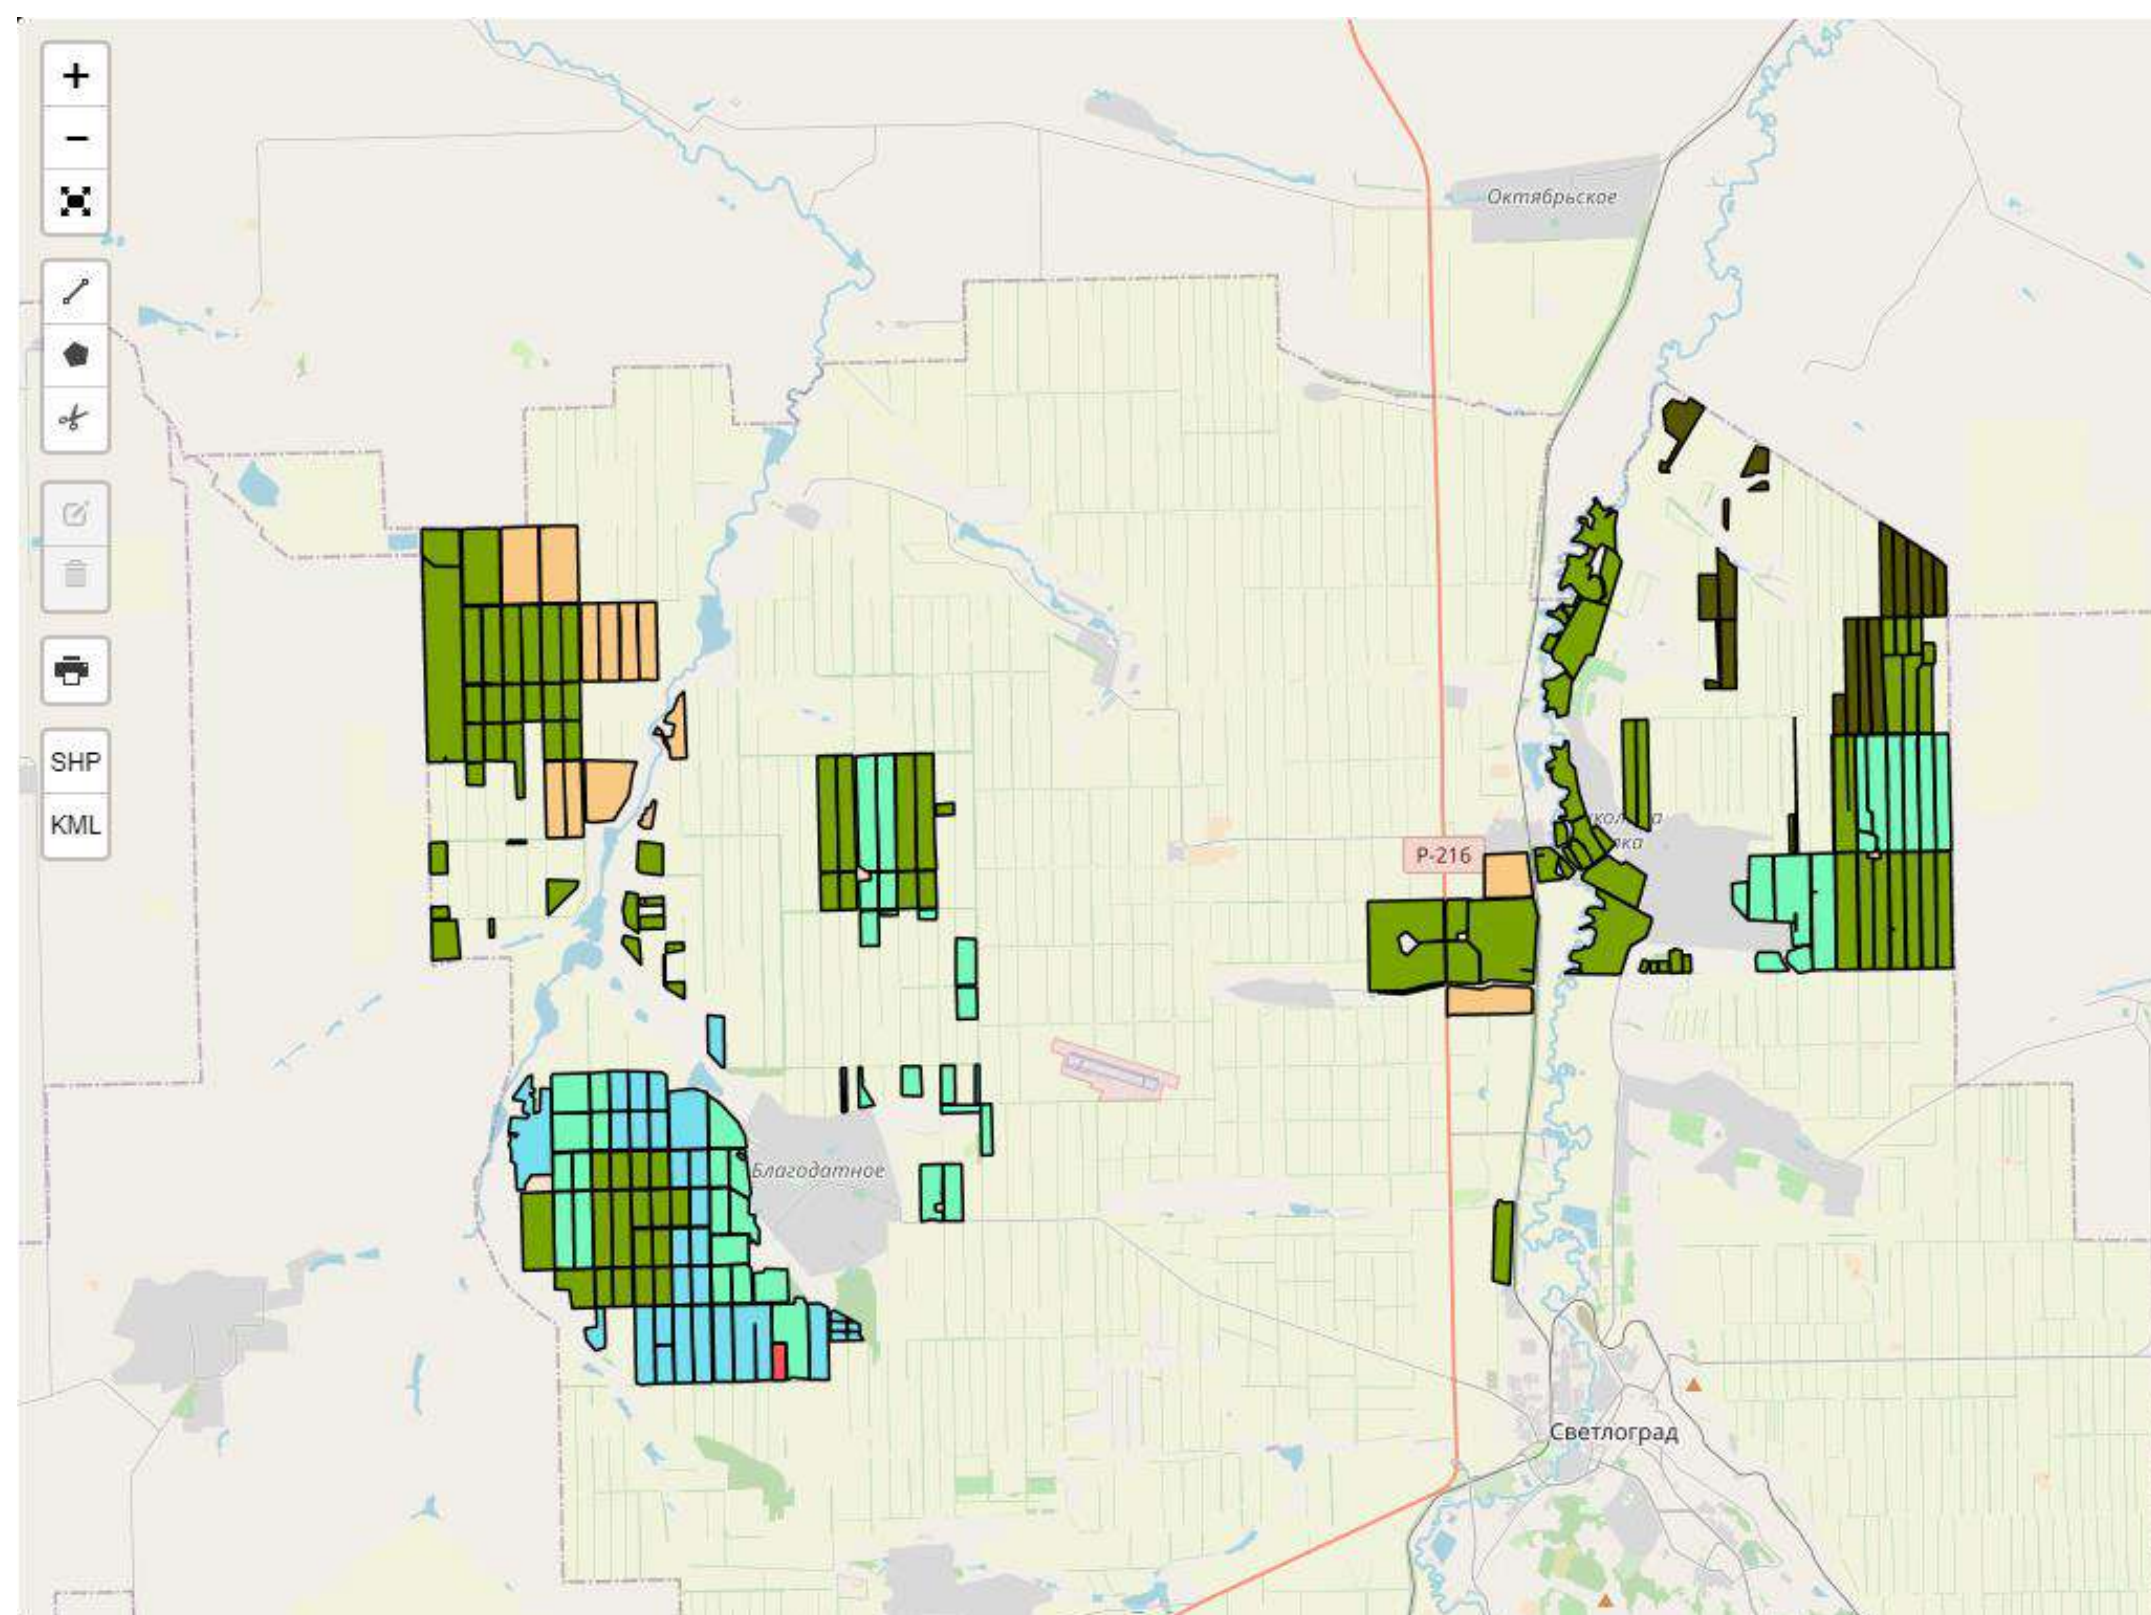 +
−
Октябрьское
SHP
KML
Р-216
Благодатное
Светлоград